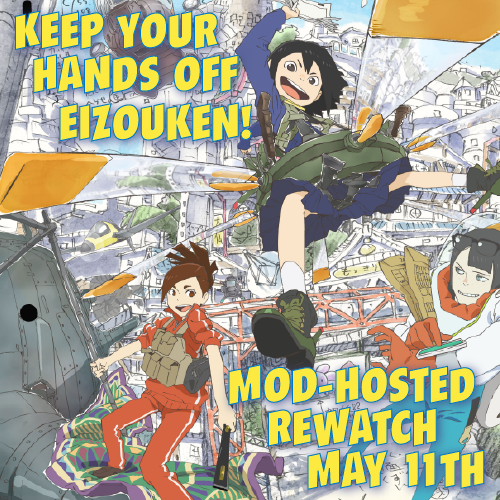 KEEP YOUR
HANDS OFF
EIZOUKEN!
MOD-HOSTED
REWATCH
MAY 11TH